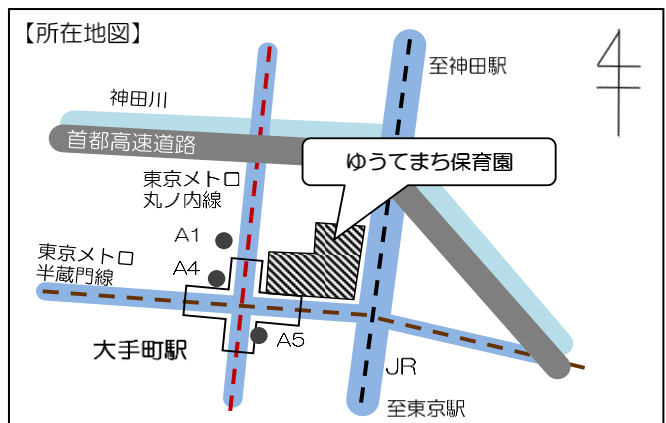 【所在地図】
至神田駅
神田川
首都高速道路
ゆうてまち保育園
東京メトロ
丸ノ内線
A1
東京メトロ
半蔵門線
A4
A5
大手町駅
JR
至東京駅